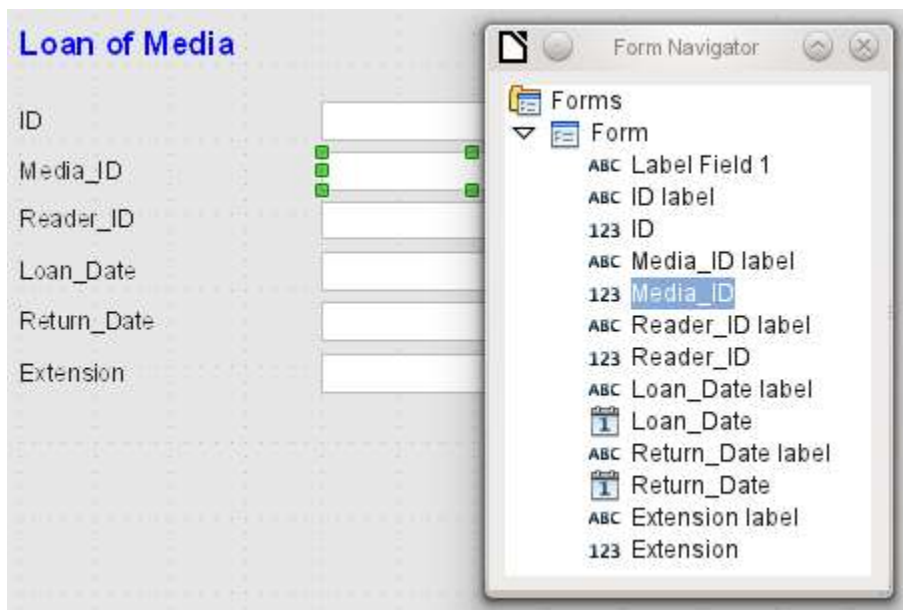 Loan of Media
ID
Media_ID
Reader_ID
Loan_Date
Return_Date
Extension
Form Navigator
Forms
Form
ABC Label Field 1
ABC ID label
123 ID
ABC Media_ID label
123 Media_ID
ABC Reader_ID label
123 Reader_ID
ABC Loan_Date label
1 Loan_Date
ABC Return_Date label
1 Return_Date
ABC Extension label
123 Extension